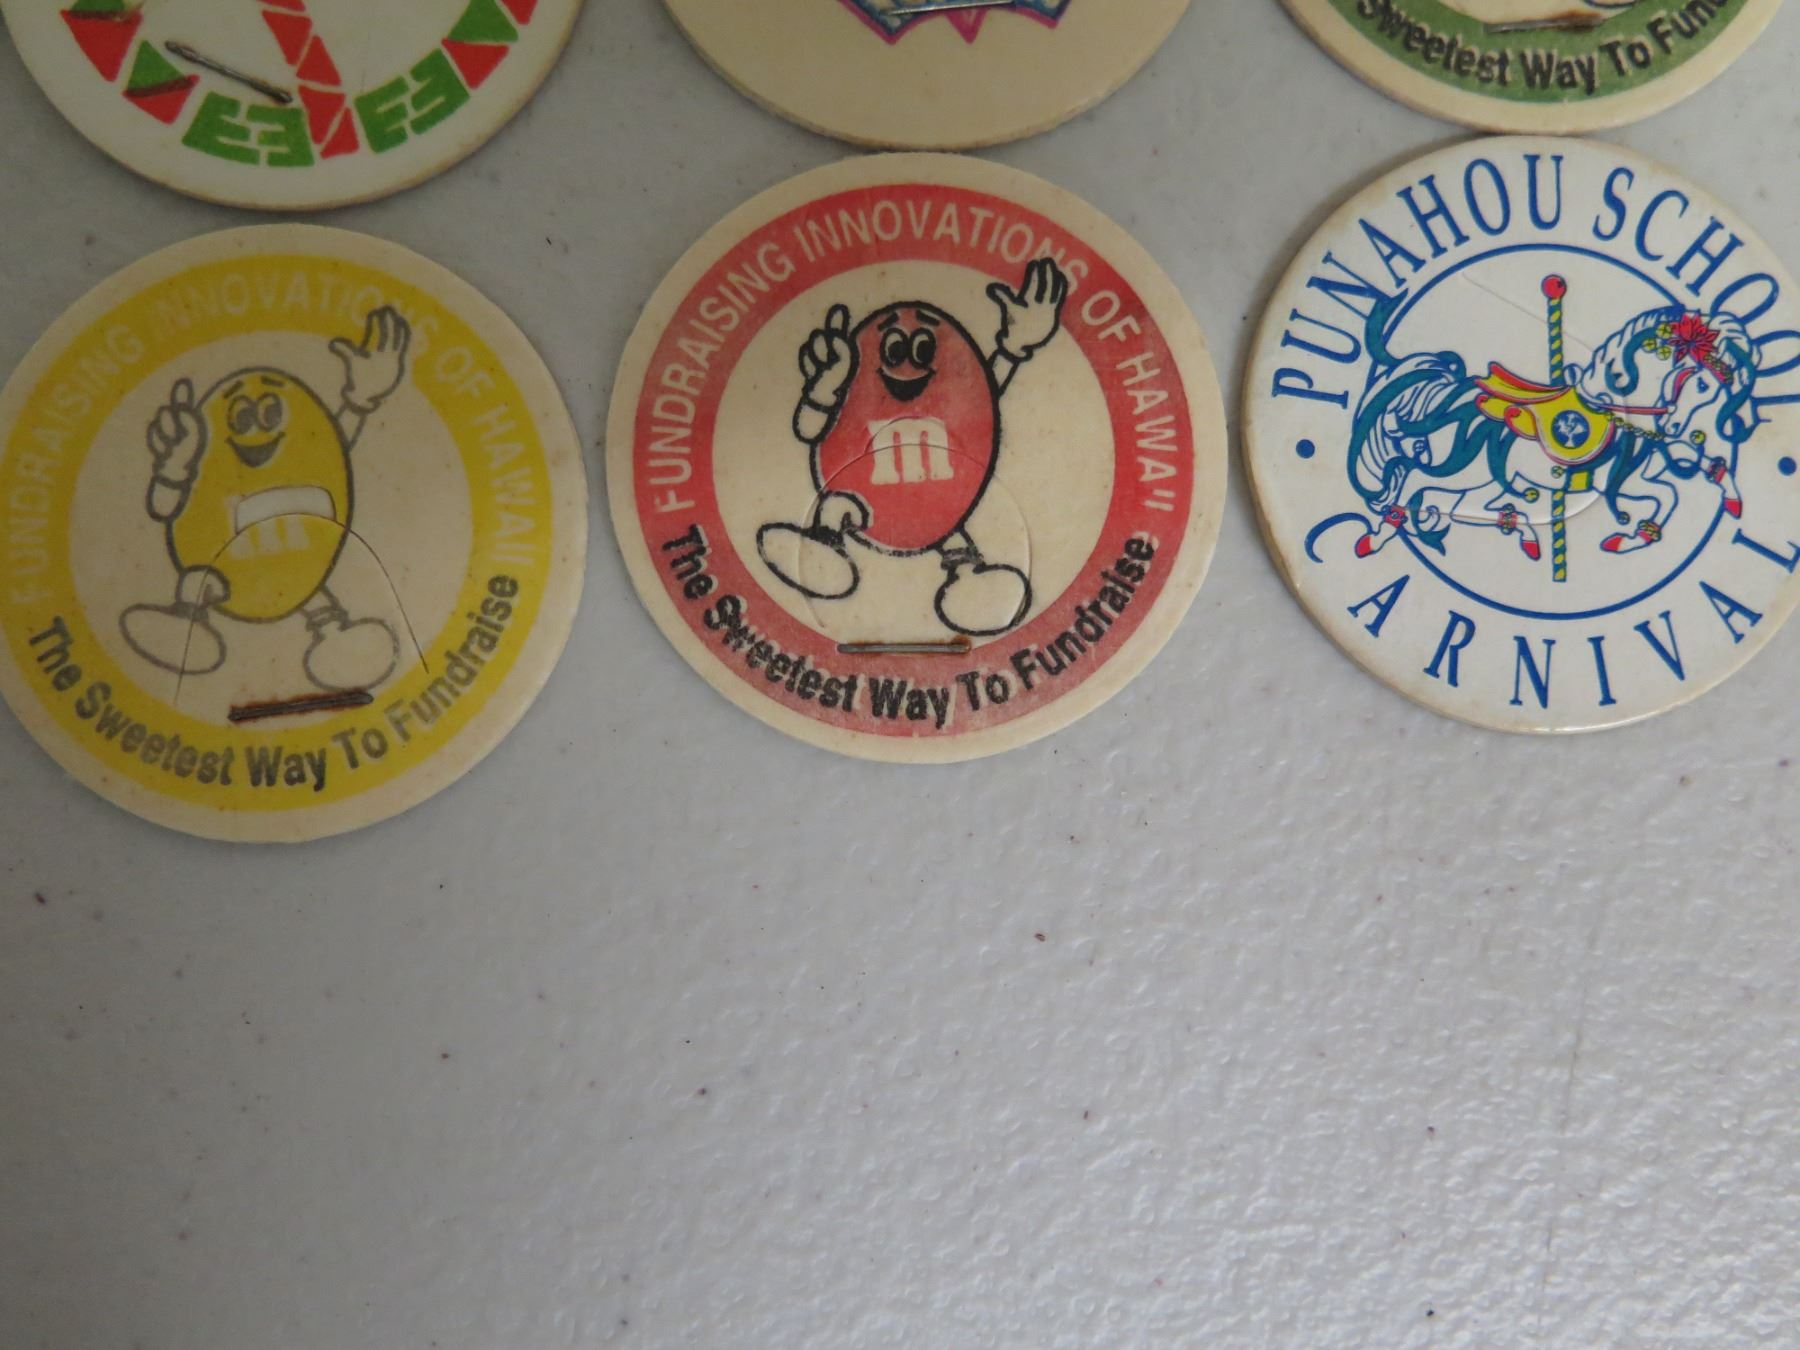 Sweetest Way To Fun
FUNDRAISING INNOVATIONS OF HAWAI'I
m
The Sweetest Way To Fundraise
FUNDRAISING INNOVATIONS OF HAWAI'I
m
The Sweetest Way To Fundraise
PUNAHOU SCHOOL
• CARNIVAL •